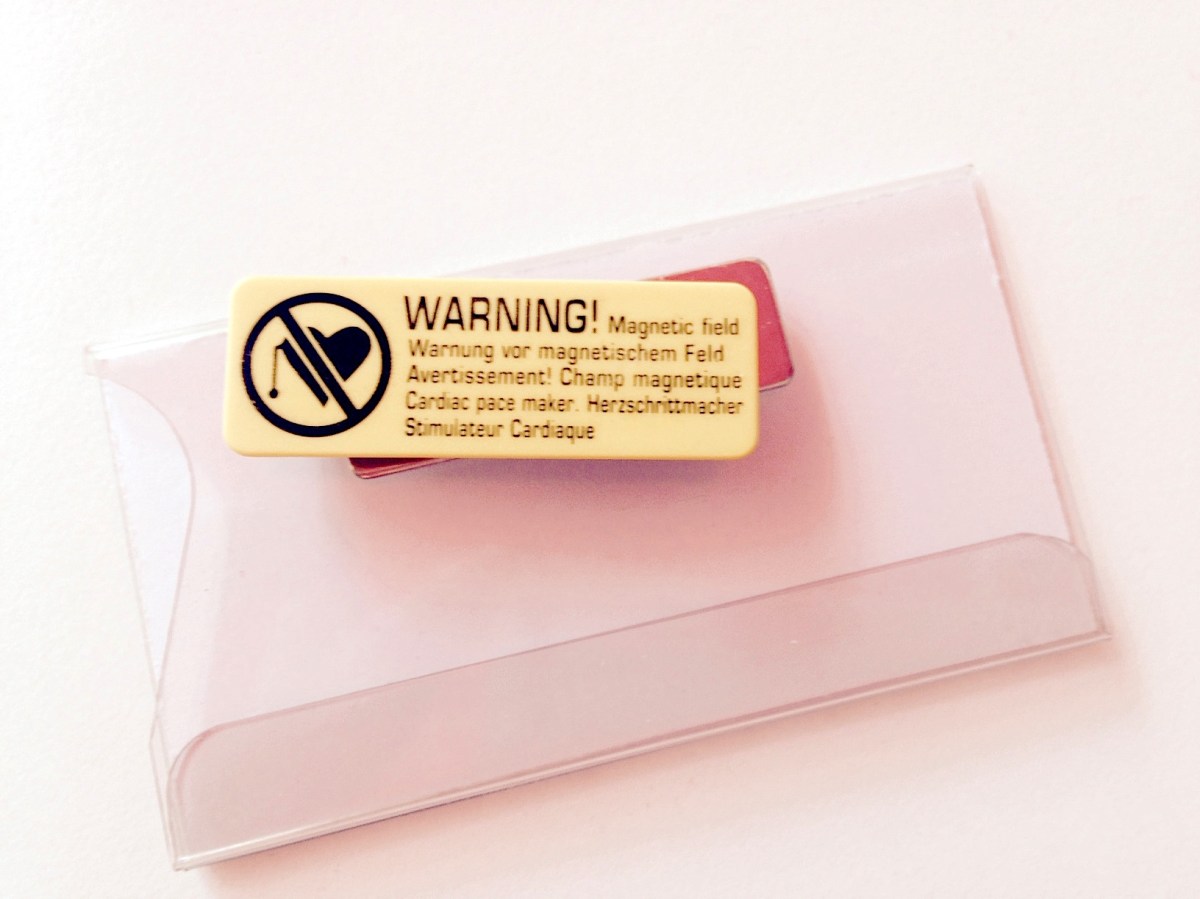 WARNING! Magnetic field
Warnung vor magnetischem Feld
Avertissement! Champ magnetique
Cardiac pace maker. Herzschrittmacher
Stimulateur Cardiaque